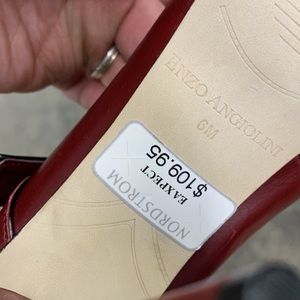 ENZO ANGIOLINI
6M
NORDSTROM
EAXPECT
$109.95